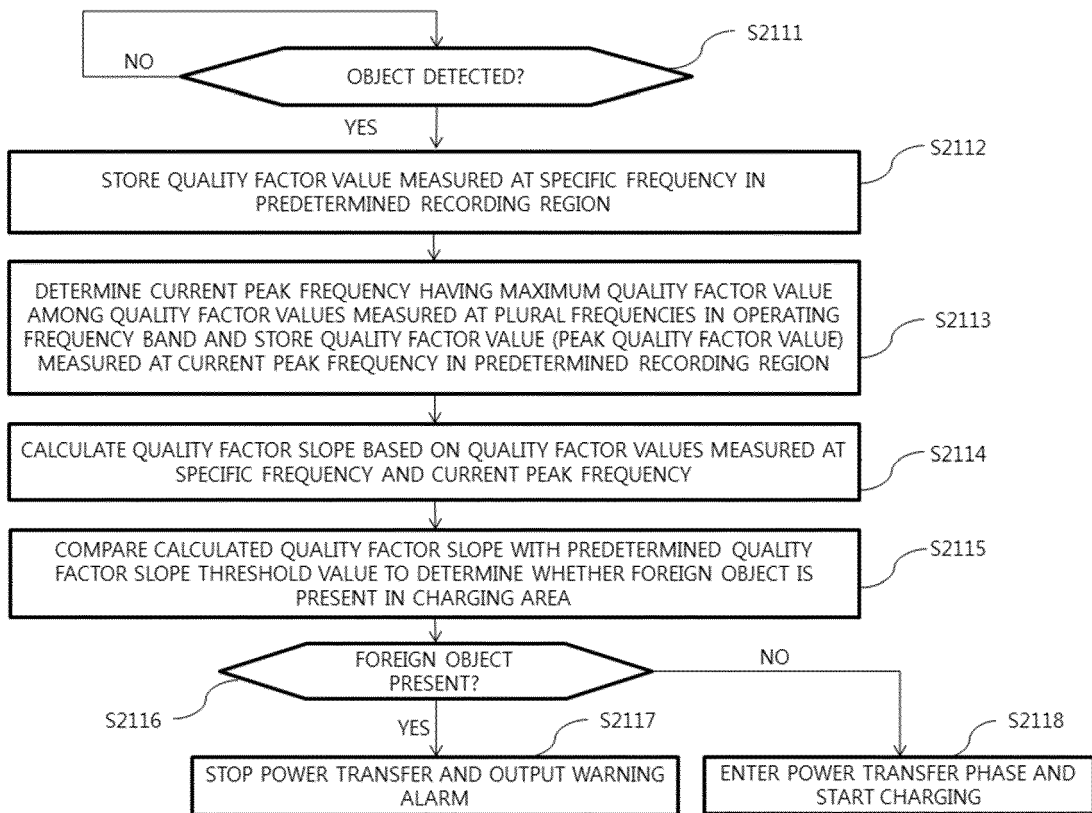 S2111
NO
OBJECT DETECTED?
YES
S2112
STORE QUALITY FACTOR VALUE MEASURED AT SPECIFIC FREQUENCY IN
PREDETERMINED RECORDING REGION
DETERMINE CURRENT PEAK FREQUENCY HAVING MAXIMUM QUALITY FACTOR VALUE
AMONG QUALITY FACTOR VALUES MEASURED AT PLURAL FREQUENCIES IN OPERATING
FREQUENCY BAND AND STORE QUALITY FACTOR VALUE (PEAK QUALITY FACTOR VALUE)
MEASURED AT CURRENT PEAK FREQUENCY IN PREDETERMINED RECORDING REGION
S2113
CALCULATE QUALITY FACTOR SLOPE BASED ON QUALITY FACTOR VALUES MEASURED AT
SPECIFIC FREQUENCY AND CURRENT PEAK FREQUENCY
S2114
COMPARE CALCULATED QUALITY FACTOR SLOPE WITH PREDETERMINED QUALITY
FACTOR SLOPE THRESHOLD VALUE TO DETERMINE WHETHER FOREIGN OBJECT IS
PRESENT IN CHARGING AREA
S2115
FOREIGN OBJECT
PRESENT?
NO
S2116
YES
S2117
S2118
STOP POWER TRANSFER AND OUTPUT WARNING
ALARM
ENTER POWER TRANSFER PHASE AND
START CHARGING